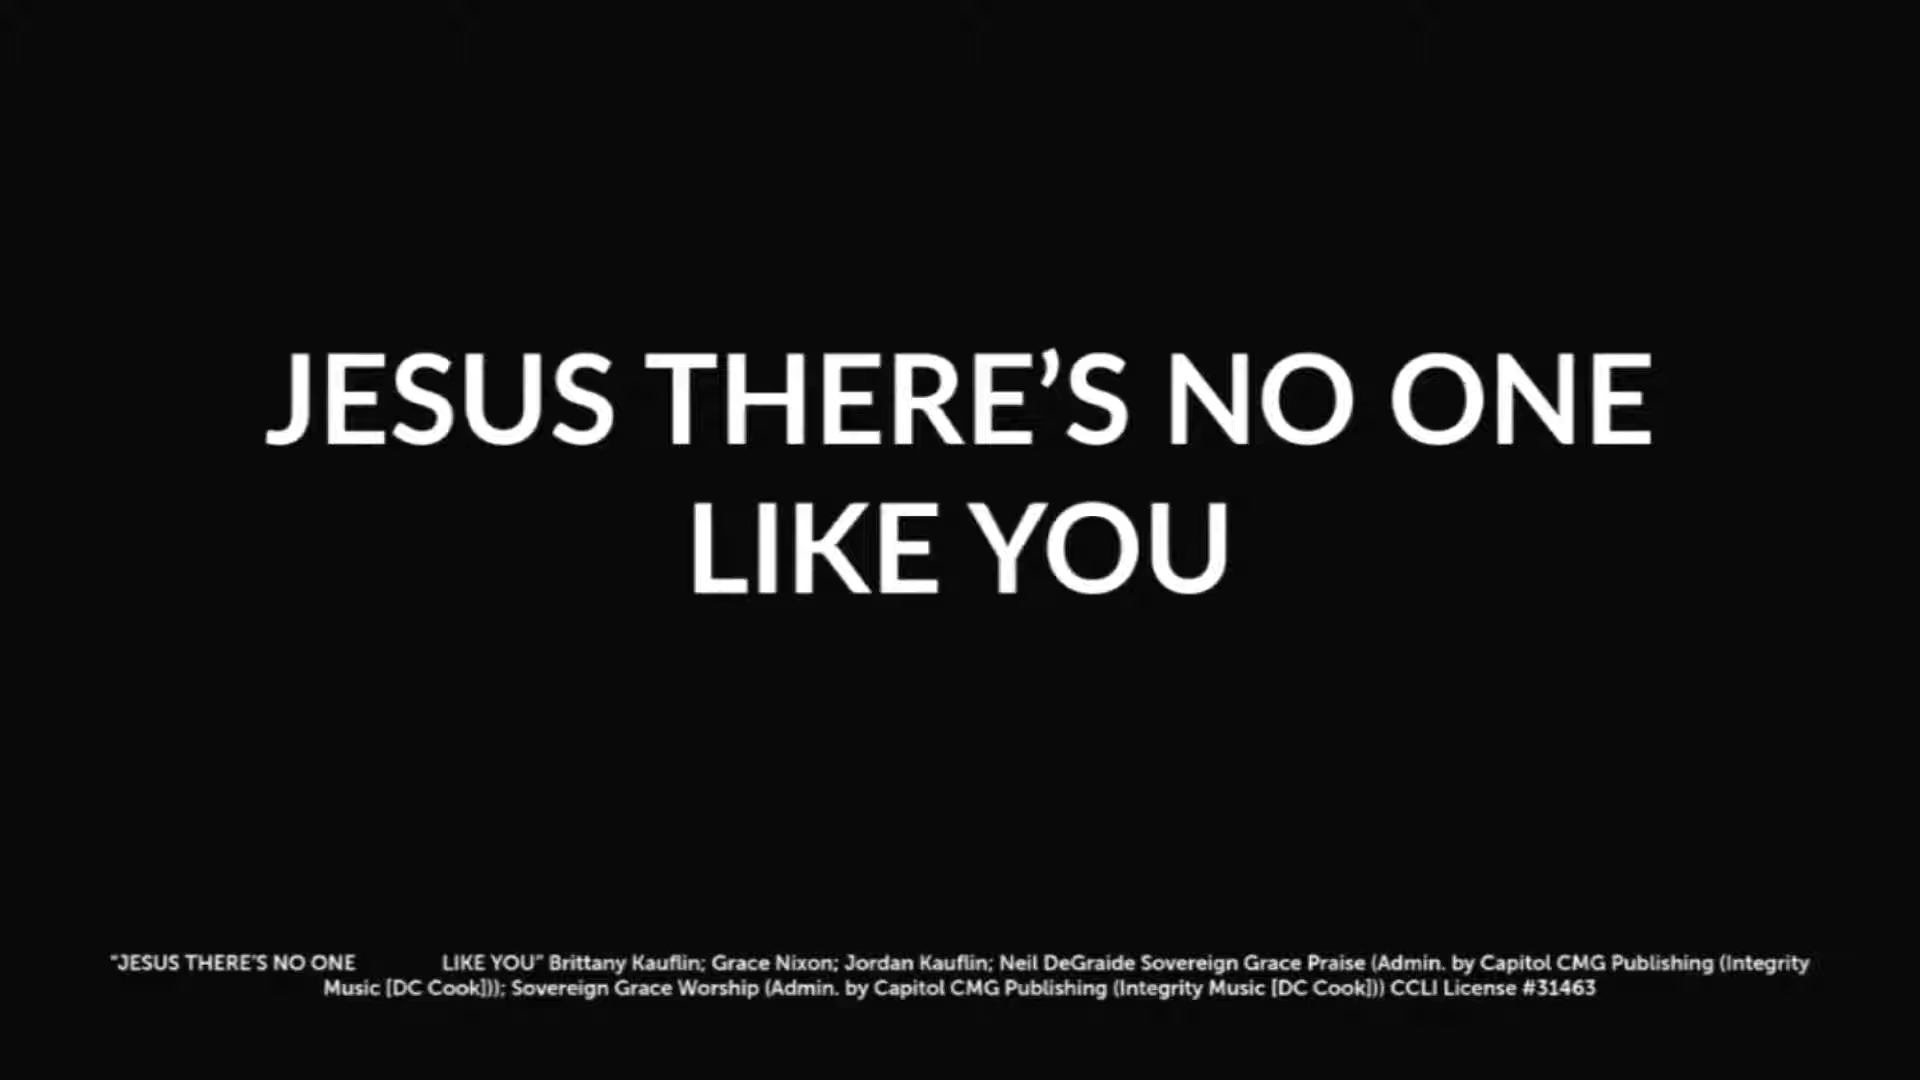 JESUS THERE’S NO ONE
LIKE YOU
“JESUS THERE’S NO ONE LIKE YOU” Brittany Kauflin; Grace Nixon; Jordan Kauflin; Neil DeGraide Sovereign Grace Praise (Admin. by Capitol CMG Publishing (Integrity
Music [DC Cook])); Sovereign Grace Worship (Admin. by Capitol CMG Publishing (Integrity Music [DC Cook])) CCLI License #31463